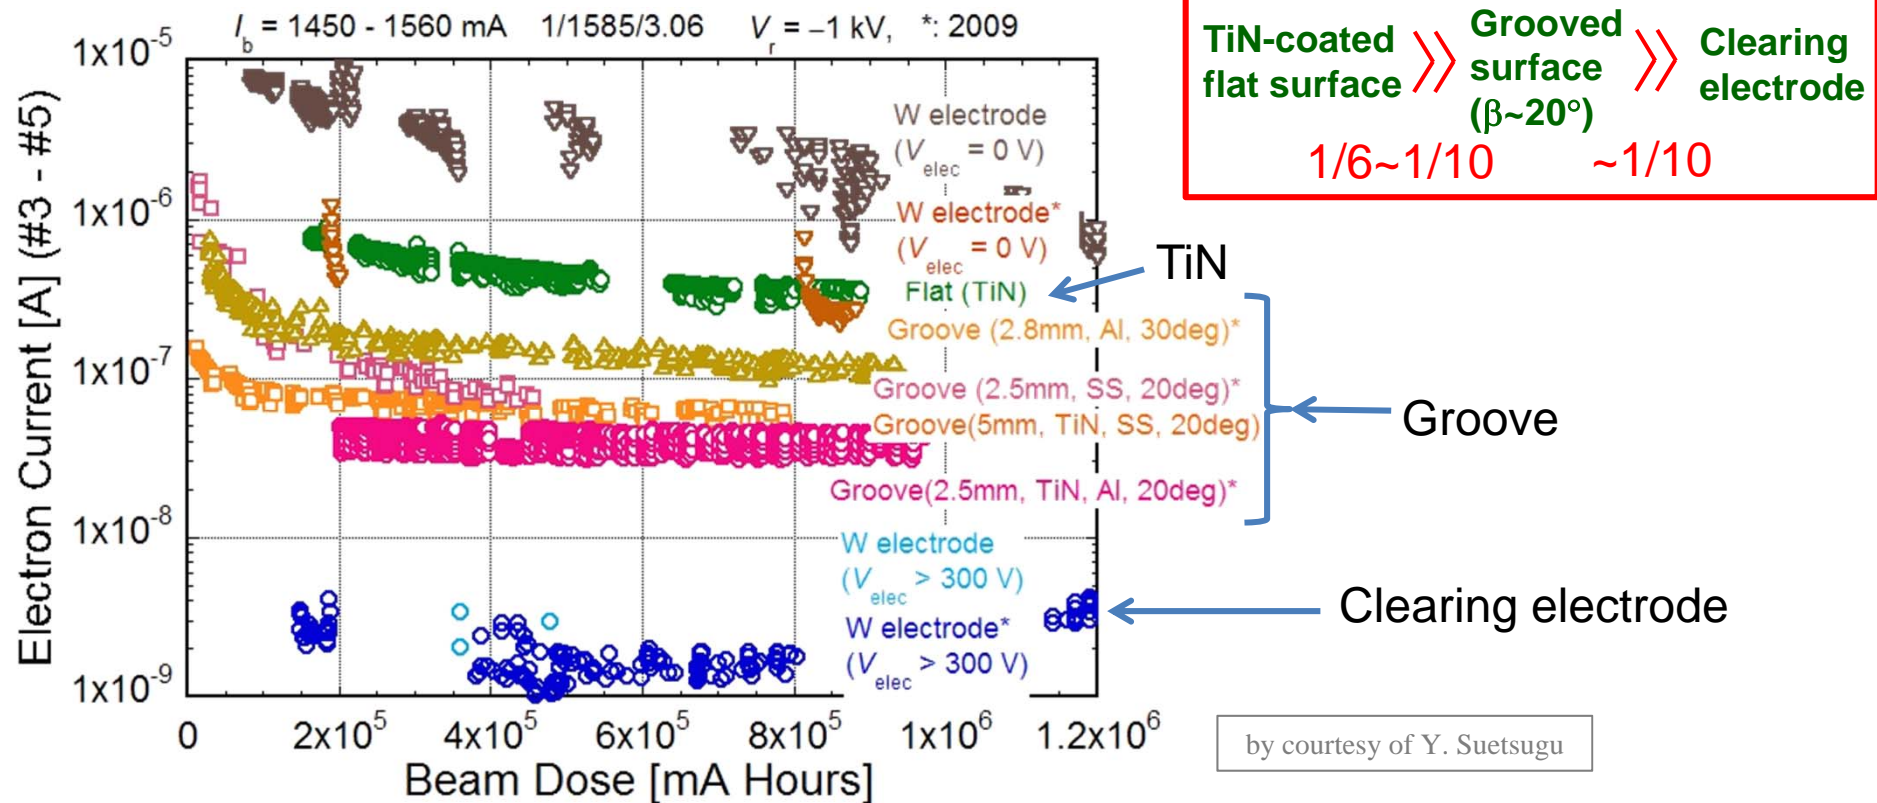 I_b = 1450 - 1560 mA 1/1585/3.06 V_r = −1 kV, *: 2009
TiN-coated flat surface
Grooved surface (β~20°)
Clearing electrode
1/6~1/10 ~1/10
Electron Current [A] (#3 - #5)
1x10^-5
1x10^-6
1x10^-7
1x10^-8
1x10^-9
W electrode
(V_elec = 0 V)
W electrode*
(V_elec = 0 V)
Flat (TiN)
Groove (2.8mm, Al, 30deg)*
Groove (2.5mm, SS, 20deg)*
Groove(5mm, TiN, SS, 20deg)
Groove(2.5mm, TiN, Al, 20deg)*
W electrode
(V_elec > 300 V)
W electrode*
(V_elec > 300 V)
TiN
Groove
Clearing electrode
0 2x10^5 4x10^5 6x10^5 8x10^5 1x10^6 1.2x10^6
Beam Dose [mA Hours]
by courtesy of Y. Suetsugu